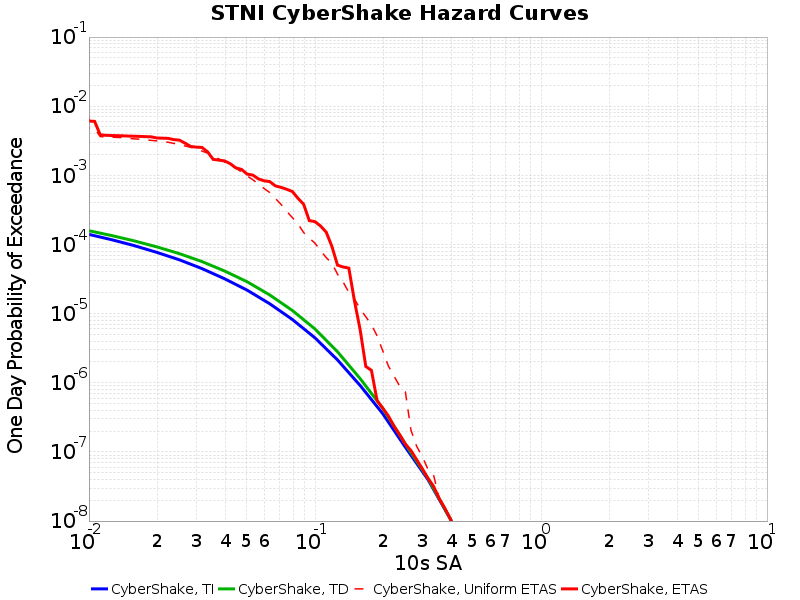 STNI CyberShake Hazard Curves
One Day Probability of Exceedance
10-1
10-2
10-3
10-4
10-5
10-6
10-7
10-8
10-2 2 3 4 5 6 10-1 2 3 4 5 6 7 100 2 3 4 5 6 7 101
10s SA
CyberShake, TI CyberShake, TD CyberShake, Uniform ETAS CyberShake, ETAS